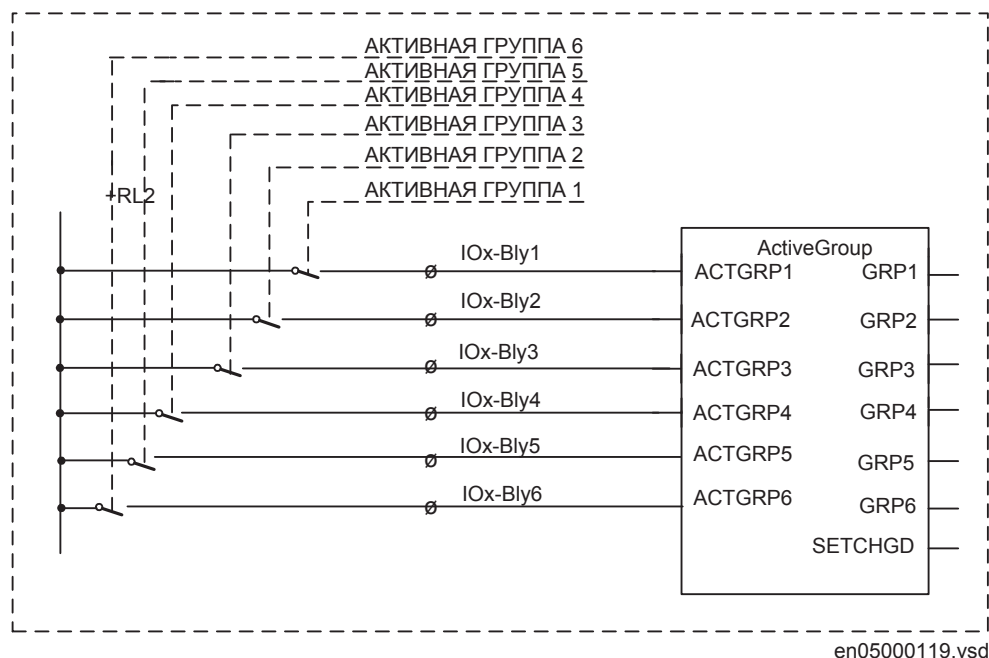 АКТИВНАЯ ГРУППА 6
АКТИВНАЯ ГРУППА 5
АКТИВНАЯ ГРУППА 4
АКТИВНАЯ ГРУППА 3
АКТИВНАЯ ГРУППА 2
+RL2
АКТИВНАЯ ГРУППА 1
ActiveGroup
IOx-Bly1
ACTGRP1 GRP1
IOx-Bly2
ACTGRP2 GRP2
IOx-Bly3
ACTGRP3 GRP3
IOx-Bly4
ACTGRP4 GRP4
IOx-Bly5
ACTGRP5 GRP5
IOx-Bly6
ACTGRP6 GRP6
SETCHGD
en05000119.vsd